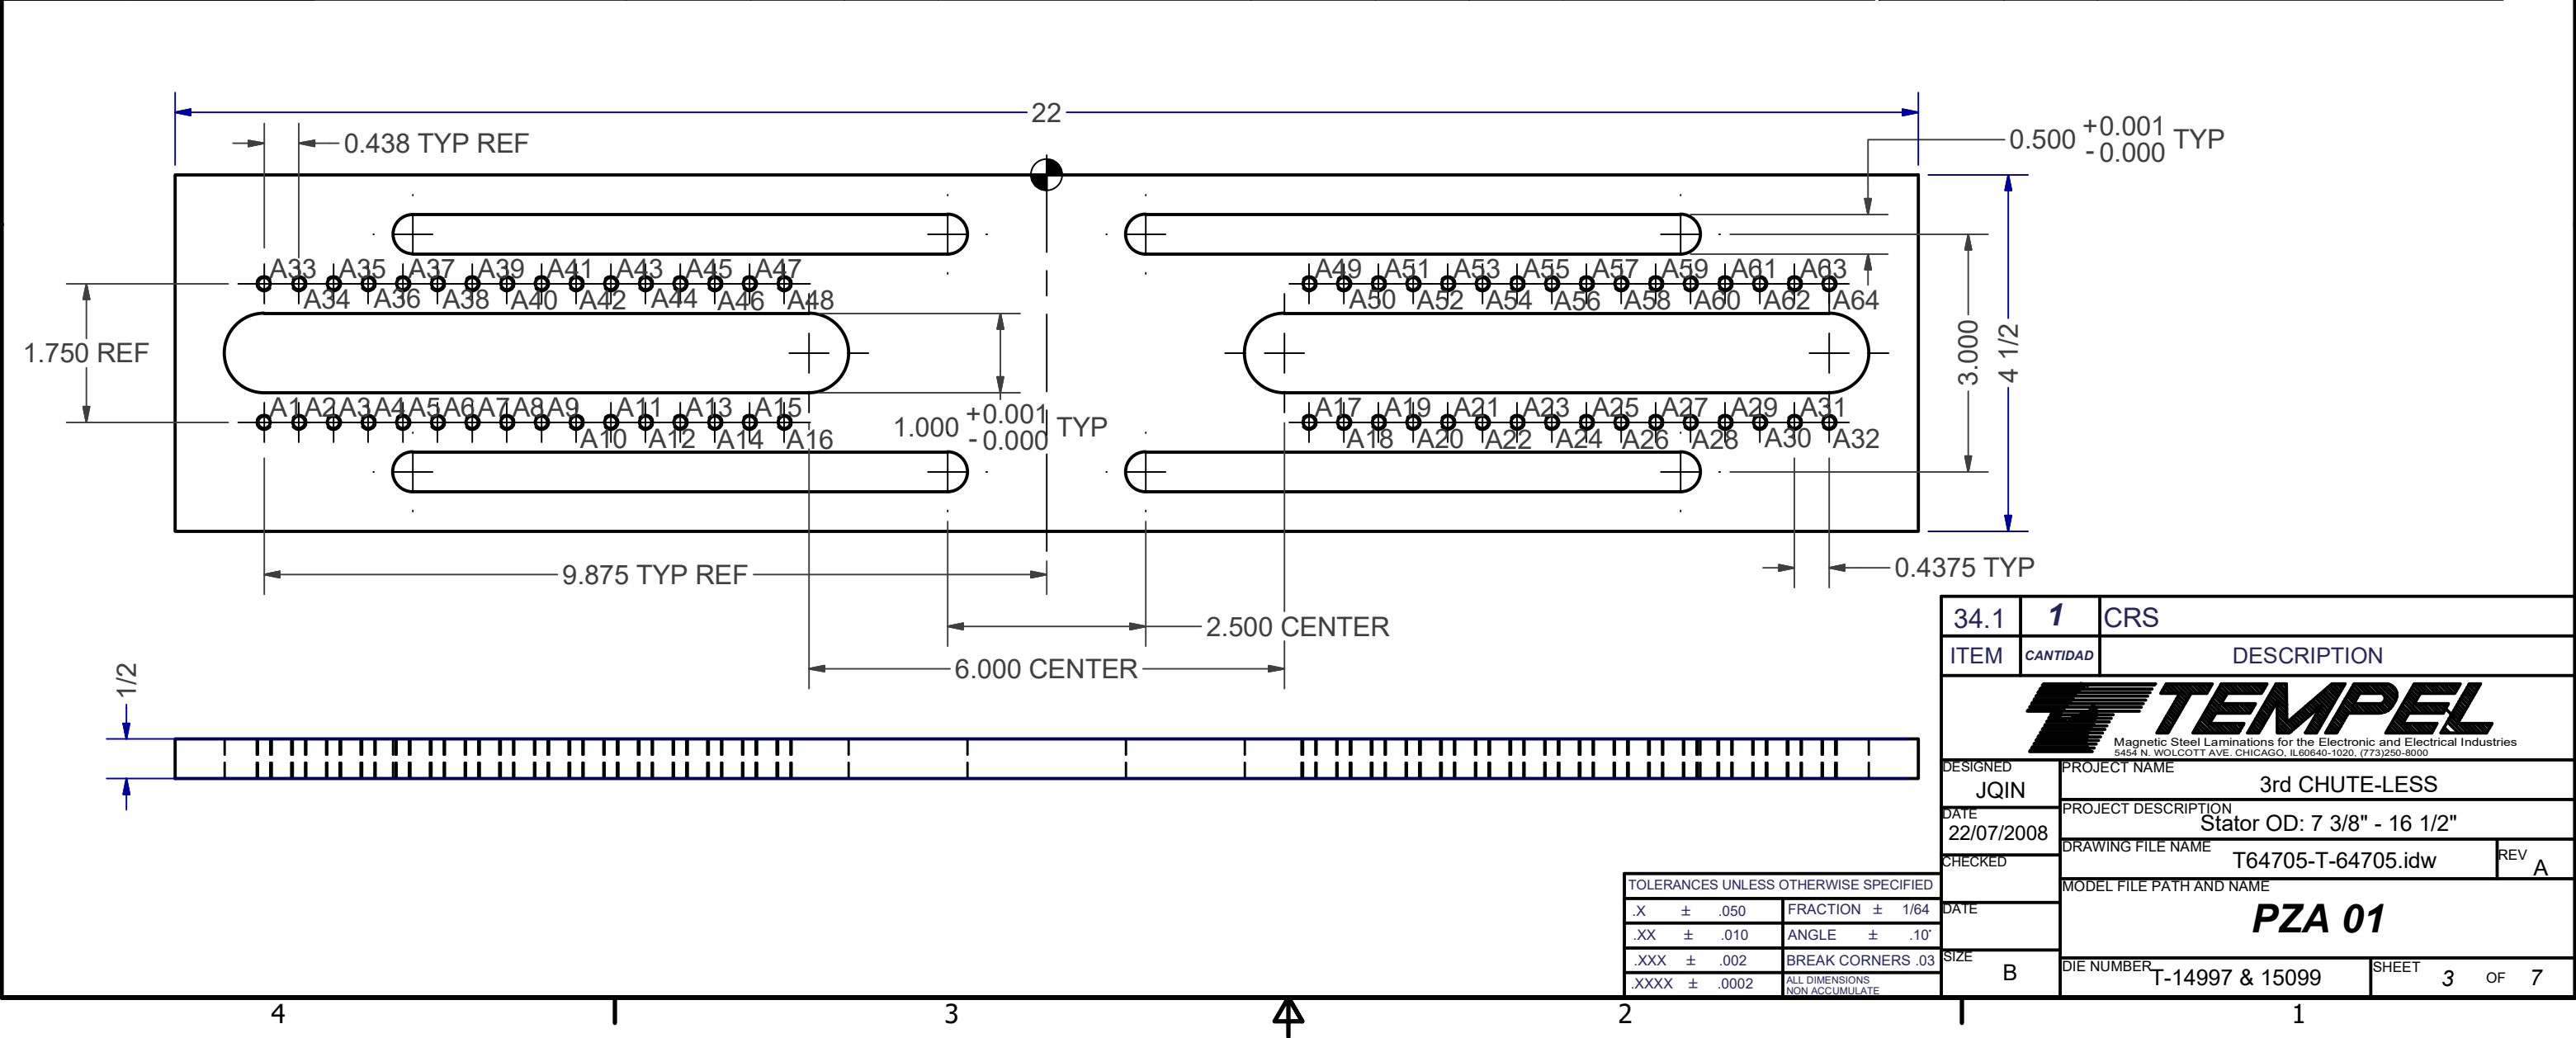 22
0.438 TYP REF
0.500 +0.001 -0.000 TYP
A33 A35 A37 A39 A41 A43 A45 A47
A34 A36 A38 A40 A42 A44 A46 A48
A49 A51 A53 A55 A57 A59 A61 A63
A50 A52 A54 A56 A58 A60 A62 A64
1.750 REF
3.000
4 1/2
A1 A2 A3 A4 A5 A6 A7 A8 A9 A11 A13 A15
A10 A12 A14 A16
1.000 +0.001 -0.000 TYP
A17 A19 A21 A23 A25 A27 A29 A31
A18 A20 A22 A24 A26 A28 A30 A32
9.875 TYP REF
0.4375 TYP
2.500 CENTER
6.000 CENTER
1/2
34.1 1 CRS
ITEM CANTIDAD DESCRIPTION
TEMPEL
Magnetic Steel Laminations for the Electronic and Electrical Industries
5454 N. WOLCOTT AVE. CHICAGO, IL60640-1020, (773)250-8000
DESIGNED
JQIN
PROJECT NAME
3rd CHUTE-LESS
DATE
22/07/2008
PROJECT DESCRIPTION
Stator OD: 7 3/8" - 16 1/2"
CHECKED
DRAWING FILE NAME
T64705-T-64705.idw
REV
A
DATE
MODEL FILE PATH AND NAME
PZA 01
SIZE
B
DIE NUMBER
T-14997 & 15099
SHEET 3 OF 7
TOLERANCES UNLESS OTHERWISE SPECIFIED
.X ± .050 FRACTION ± 1/64
.XX ± .010 ANGLE ± .10°
.XXX ± .002 BREAK CORNERS .03
.XXXX ± .0002 ALL DIMENSIONS
NON ACCUMULATE
4 3 2 1